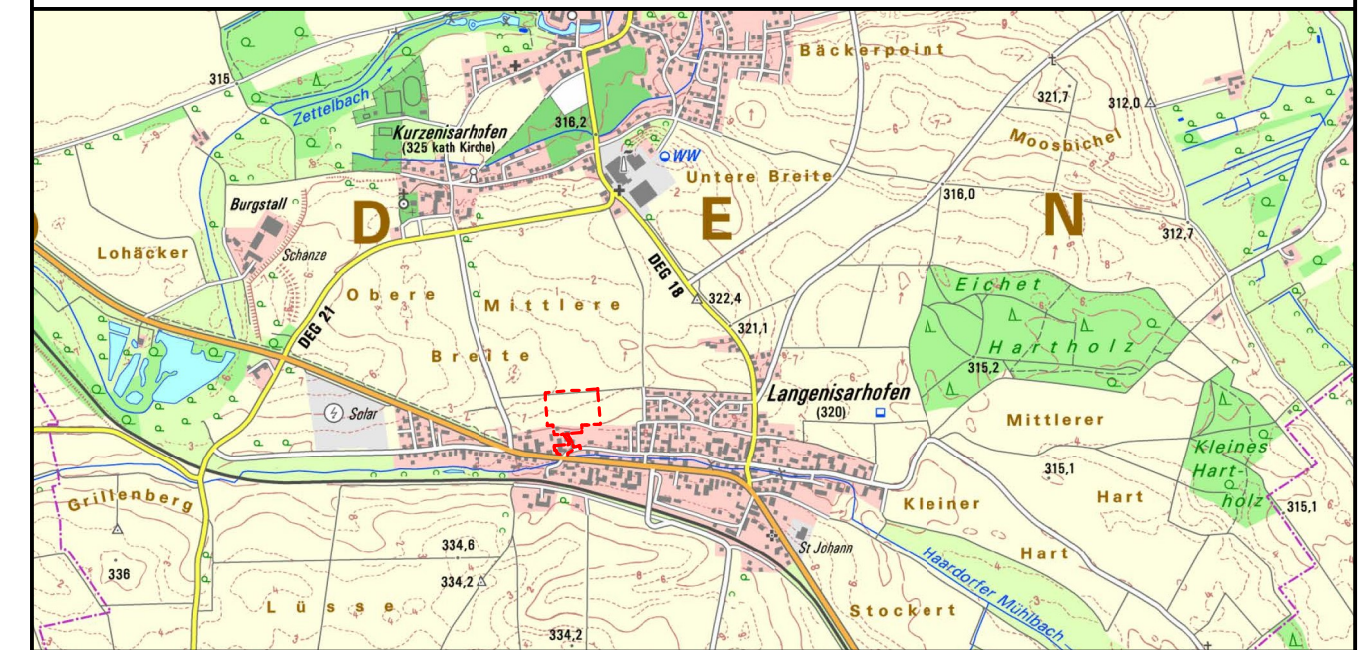 Bäckerpoint
315
Zettelbach
321,7
312,0
316,2
Kurzenisarhofen
(325 kath Kirche)
Moosbichel
WW
Untere Breite
316,0
Burgstall
D
E
N
312,7
Lohäcker
Schanze
DEG 18
Obere
Mittlere
Breite
322,4
321,1
Eichet
Hartholz
315,2
DEG 21
Langenisarhofen
(320)
Solar
Mittlerer
Kleines
Hart-
holz
315,1
Hart
315,1
Grillenberg
Kleiner
Hart
334,6
St Johann
Haardorfer Mühlbach
336
334,2
Lüsse
Stockert
334,2